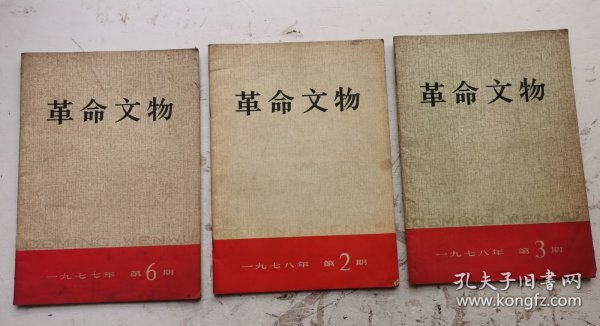 革命文物
GEMING WENWU
一九七七年 第6期
革命文物
一九七八年 第2期
革命文物
一九七八年 第3期
孔夫子旧书网
www.kongfz.com